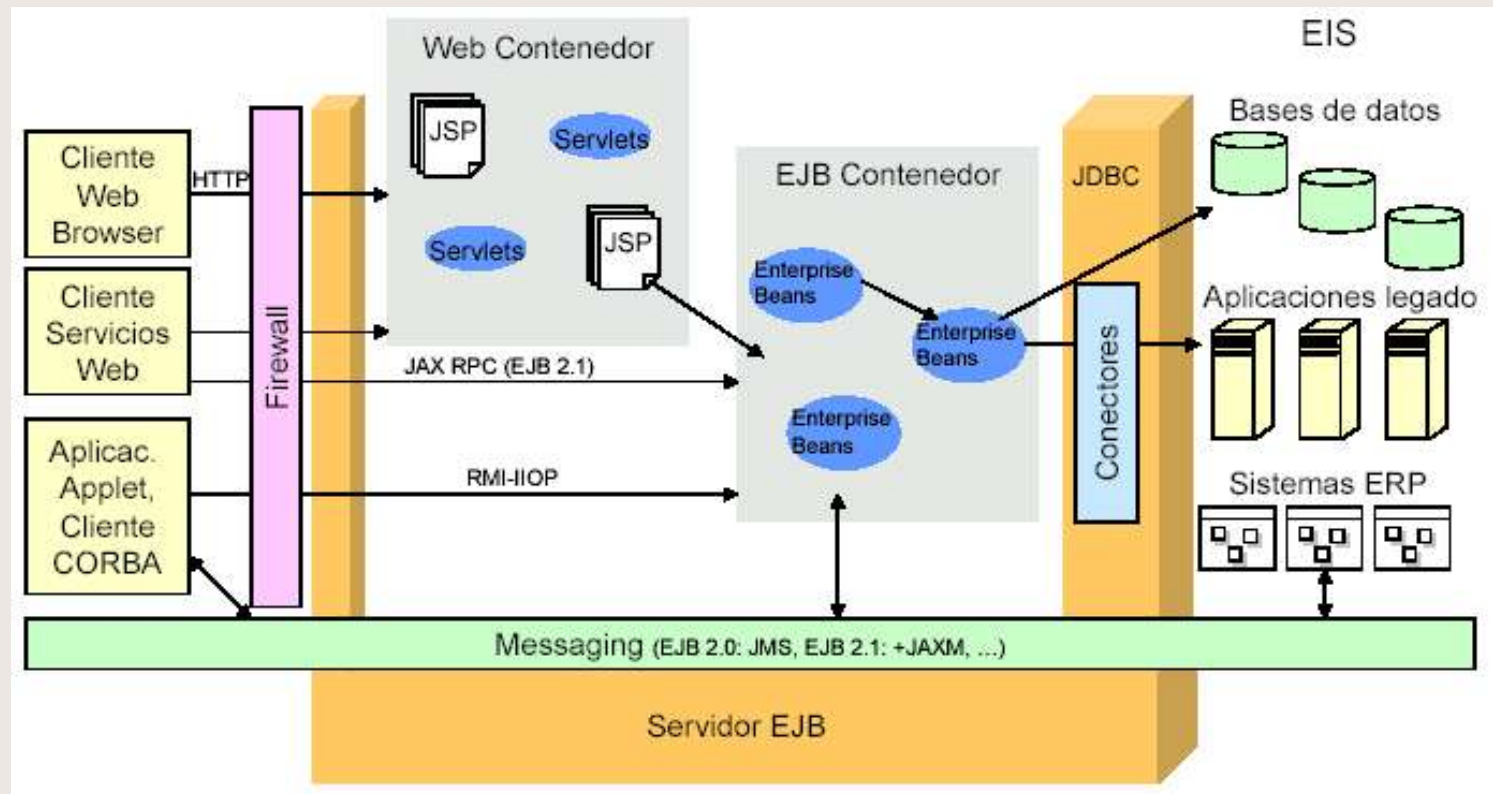 Web Contenedor
EIS
JSP
Servlets
Servlets
JSP
Cliente
Web
Browser
HTTP
Cliente
Servicios
Web
Aplicac.
Applet,
Cliente
CORBA
Firewall
JAX RPC (EJB 2.1)
RMI-IIOP
EJB Contenedor
Enterprise
Beans
Enterprise
Beans
Enterprise
Beans
JDBC
Conectores
Bases de datos
Aplicaciones legado
Sistemas ERP
Messaging (EJB 2.0: JMS, EJB 2.1: +JAXM, ...)
Servidor EJB